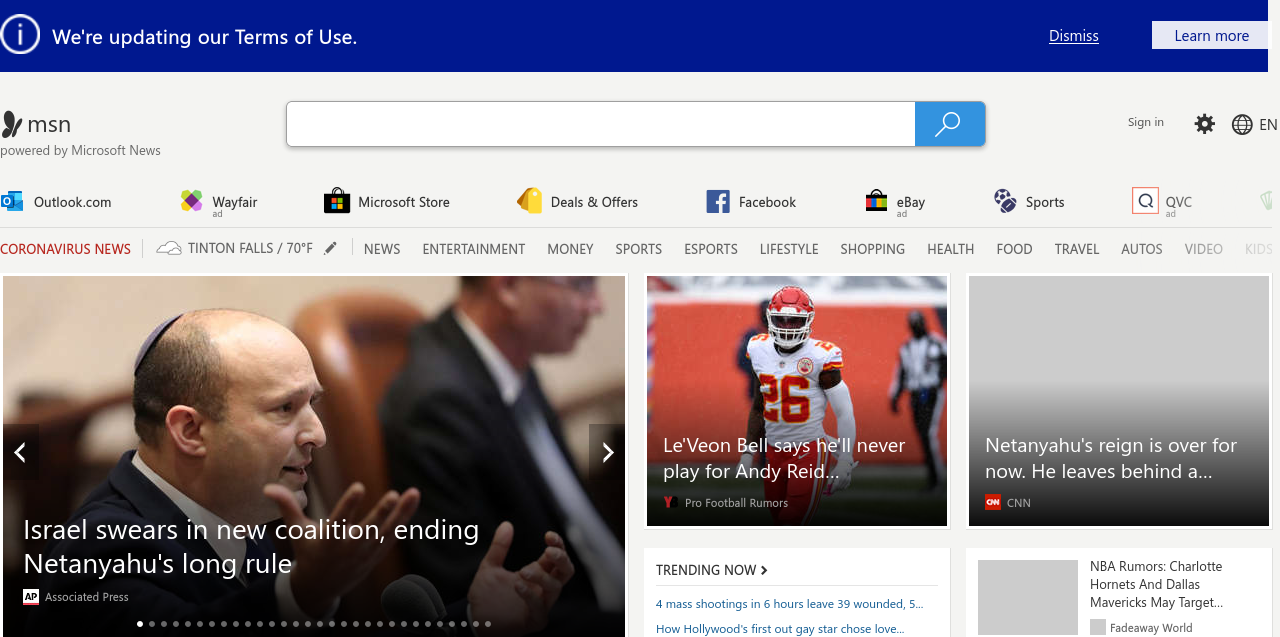 We're updating our Terms of Use.
Dismiss
Learn more
msn
powered by Microsoft News
Sign in
EN
Outlook.com
Wayfair
ad
Microsoft Store
Deals & Offers
Facebook
eBay
ad
Sports
QVC
ad
CORONAVIRUS NEWS
TINTON FALLS / 70°F
NEWS
ENTERTAINMENT
MONEY
SPORTS
ESPORTS
LIFESTYLE
SHOPPING
HEALTH
FOOD
TRAVEL
AUTOS
VIDEO
KIDS
Israel swears in new coalition, ending
Netanyahu's long rule
AP Associated Press
26
Le'Veon Bell says he'll never
play for Andy Reid...
Pro Football Rumors
Netanyahu's reign is over for
now. He leaves behind a...
CNN CNN
TRENDING NOW
4 mass shootings in 6 hours leave 39 wounded, 5...
How Hollywood's first out gay star chose love...
NBA Rumors: Charlotte
Hornets And Dallas
Mavericks May Target...
Fadeaway World